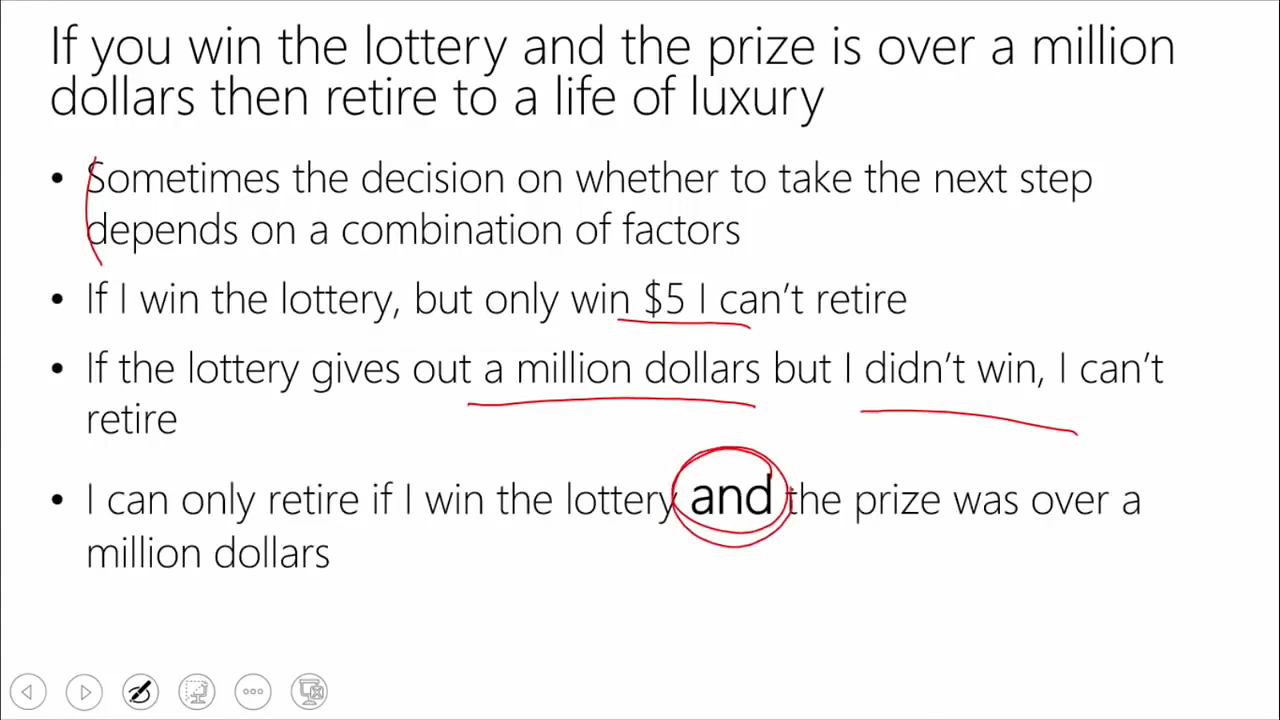 If you win the lottery and the prize is over a million
dollars then retire to a life of luxury
• Sometimes the decision on whether to take the next step
depends on a combination of factors
• If I win the lottery, but only win $5 I can’t retire
• If the lottery gives out a million dollars but I didn’t win, I can’t
retire
• I can only retire if I win the lottery and the prize was over a
million dollars